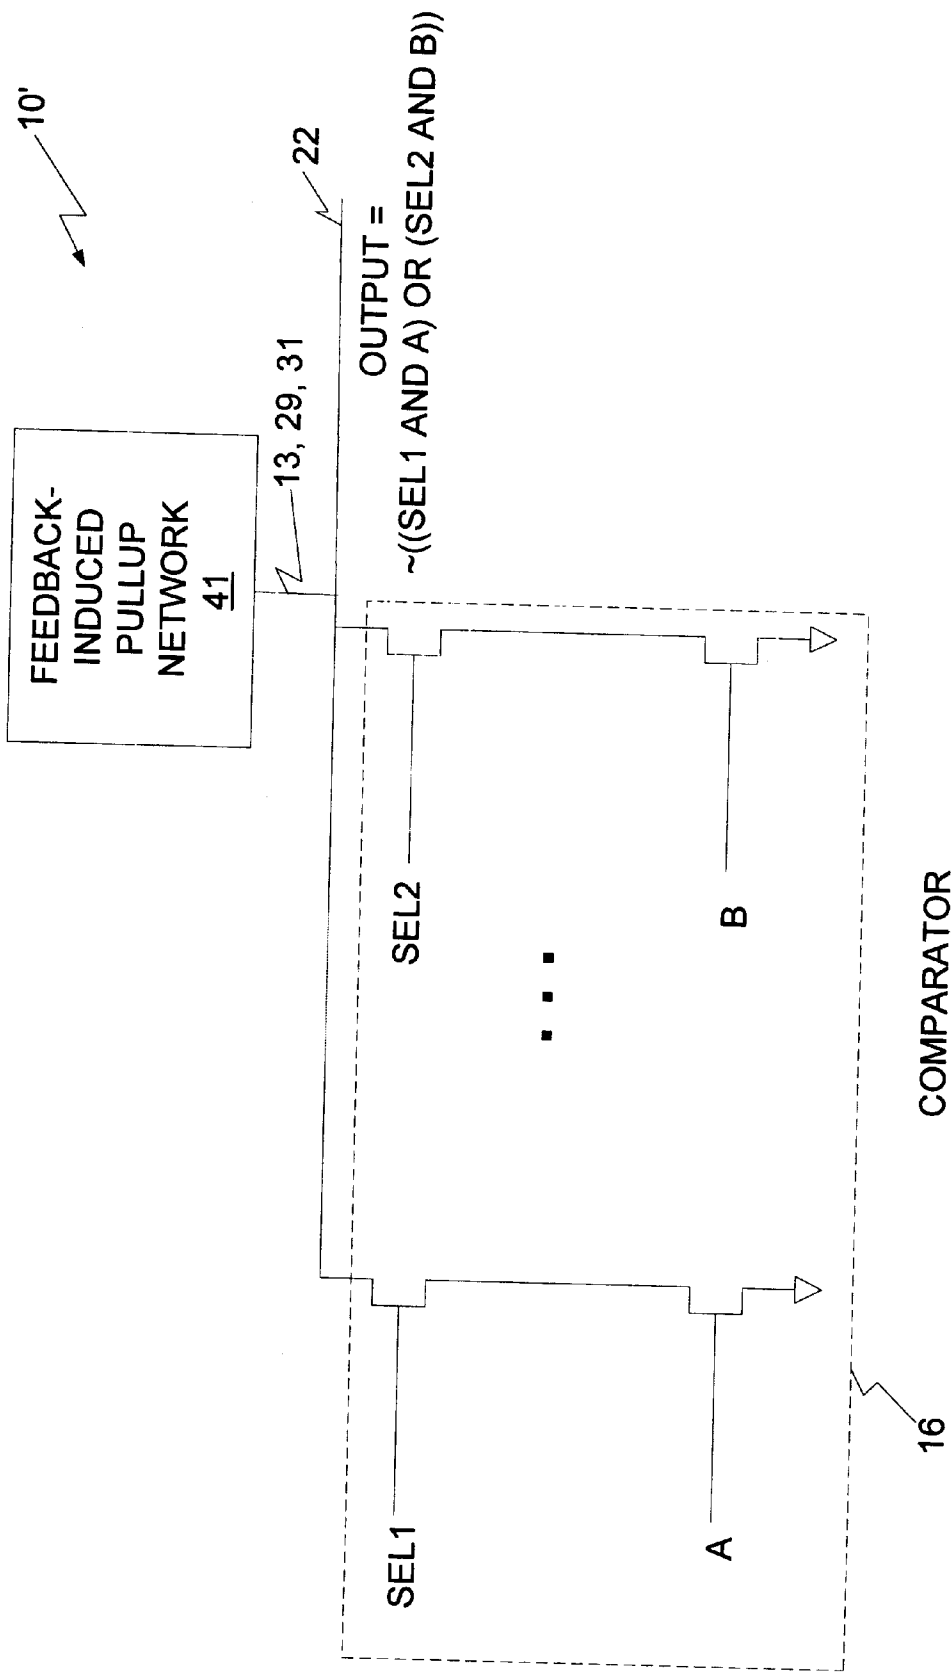 10'
FEEDBACK-
INDUCED
PULLUP
NETWORK
41
13, 29, 31
22
OUTPUT =
~((SEL1 AND A) OR (SEL2 AND B))
SEL1
SEL2
A
B
16
COMPARATOR